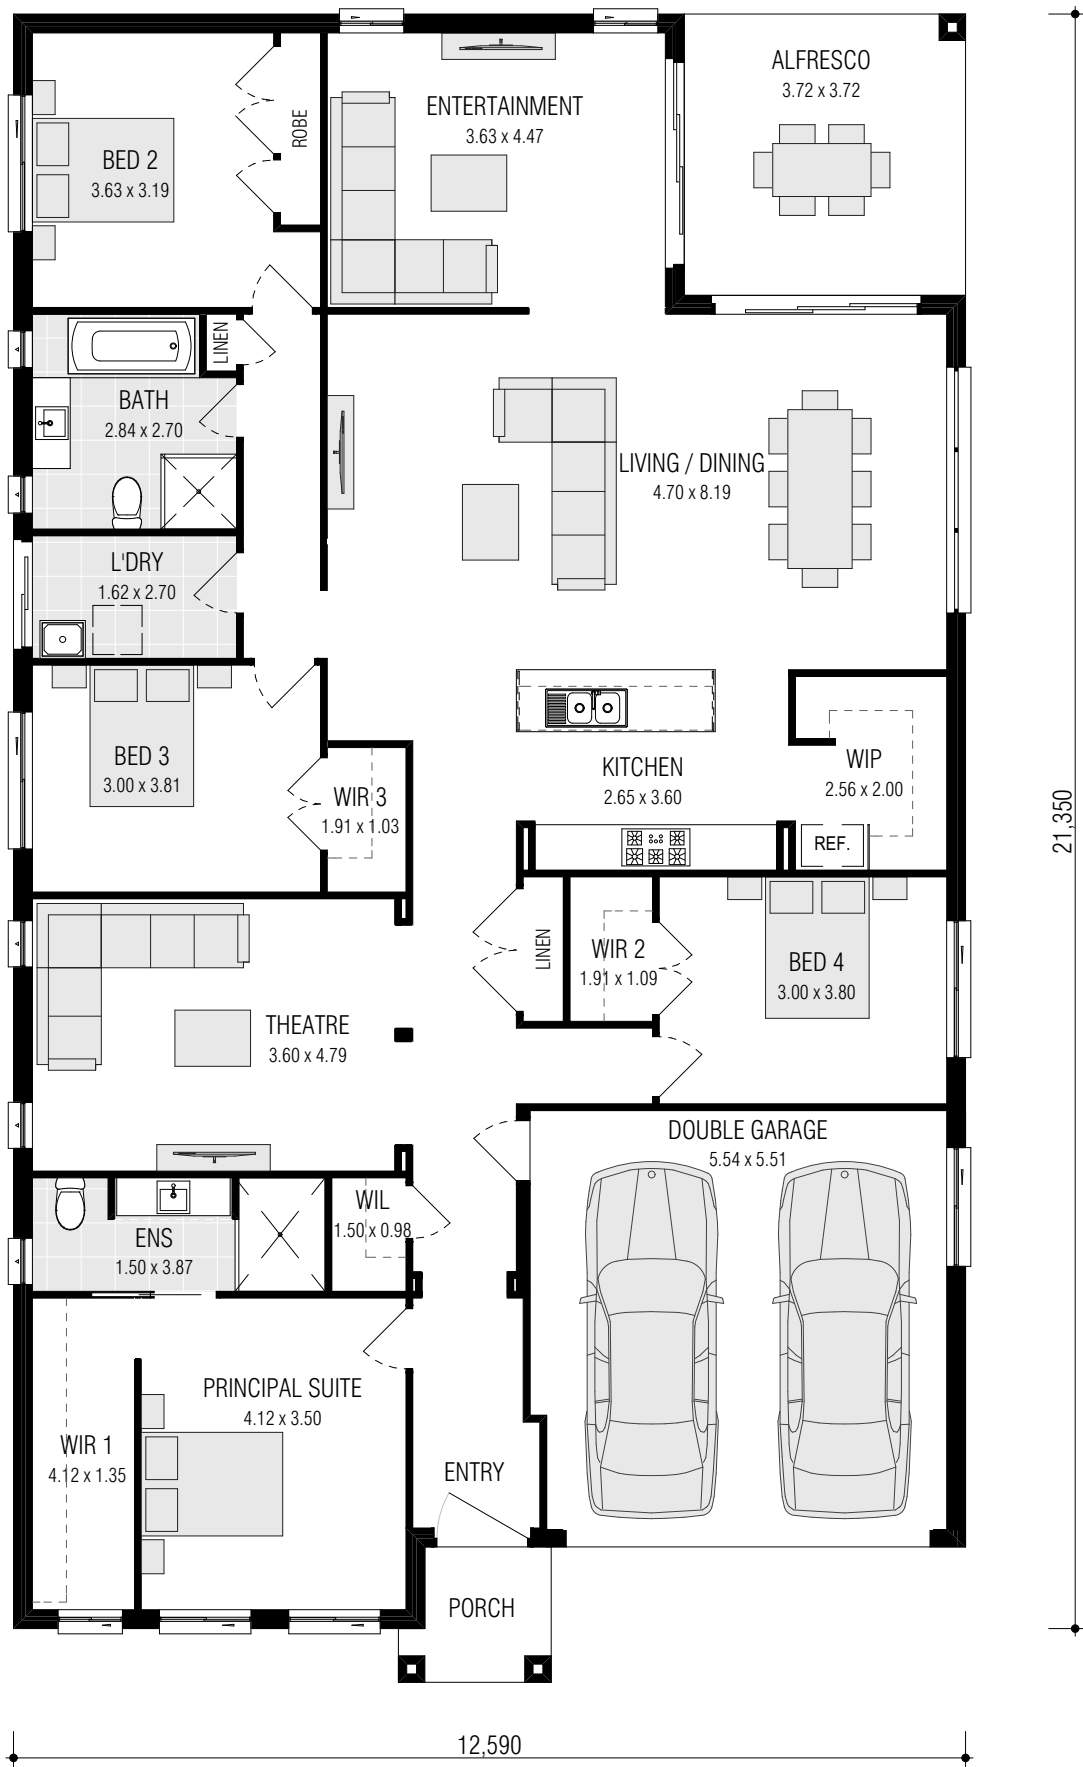 ALFRESCO
3.72 x 3.72
ENTERTAINMENT
3.63 x 4.47
ROBE
BED 2
3.63 x 3.19
LINEN
BATH
2.84 x 2.70
LIVING / DINING
4.70 x 8.19
L'DRY
1.62 x 2.70
BED 3
3.00 x 3.81
WIR 3
1.91 x 1.03
KITCHEN
2.65 x 3.60
WIP
2.56 x 2.00
REF.
21,350
LINEN
WIR 2
1.91 x 1.09
BED 4
3.00 x 3.80
THEATRE
3.60 x 4.79
DOUBLE GARAGE
5.54 x 5.51
WIL
1.50 x 0.98
ENS
1.50 x 3.87
PRINCIPAL SUITE
4.12 x 3.50
WIR 1
4.12 x 1.35
ENTRY
PORCH
12,590